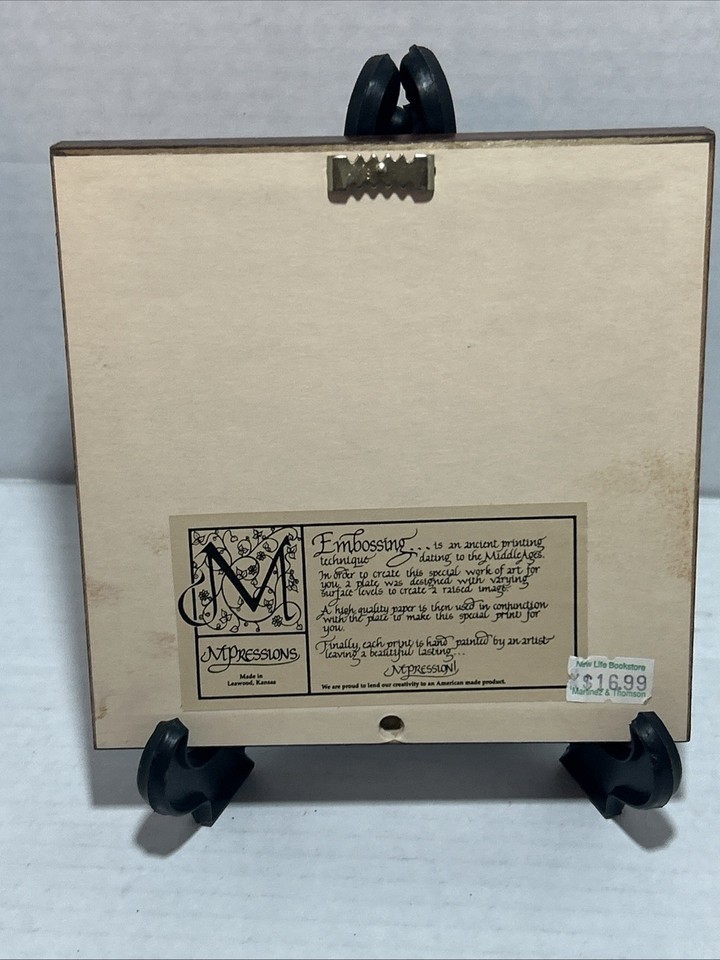 M
MPRESSIONS
Made in
Leawood, Kansas
Embossing... is an ancient printing
technique dating to the Middle Ages.
In order to create this special work of art for
you, a plate was designed with varying
surface levels to create a raised image.
A high quality paper is then used in conjunction
with the plate to make this special print for
you.
Finally, each print is hand painted by an artist
leaving a beautiful lasting...
MPRESSION!
We are proud to lend our creativity to an American made product.
New Life Bookstore
$16.99
Martinez & Thomson